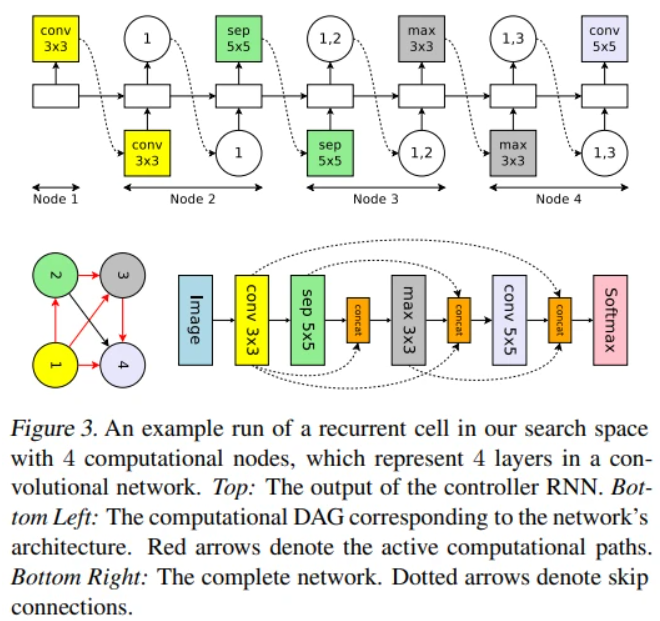 conv
3x3
1
sep
5x5
1,2
max
3x3
1,3
conv
5x5
conv
3x3
1
sep
5x5
1,2
max
3x3
1,3
Node 1
Node 2
Node 3
Node 4
2
3
1
4
Image
conv 3x3
sep 5x5
concat
max 3x3
concat
conv 5x5
concat
Softmax
Figure 3. An example run of a recurrent cell in our search space
with 4 computational nodes, which represent 4 layers in a con-
volutional network. Top: The output of the controller RNN. Bot-
tom Left: The computational DAG corresponding to the network's
architecture. Red arrows denote the active computational paths.
Bottom Right: The complete network. Dotted arrows denote skip
connections.